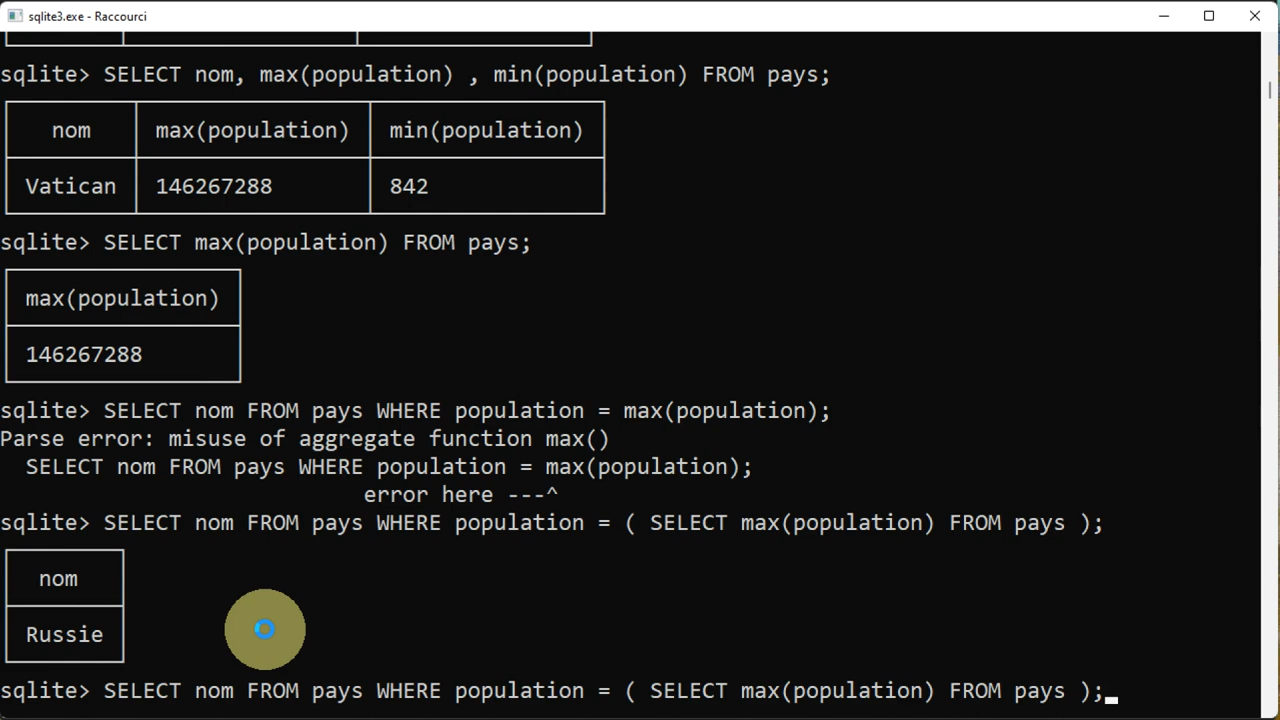 sqlite3.exe - Raccourci
sqlite> SELECT nom, max(population) , min(population) FROM pays;
nom max(population) min(population)
Vatican 146267288 842
sqlite> SELECT max(population) FROM pays;
max(population)
146267288
sqlite> SELECT nom FROM pays WHERE population = max(population);
Parse error: misuse of aggregate function max()
SELECT nom FROM pays WHERE population = max(population);
error here ---^
sqlite> SELECT nom FROM pays WHERE population = ( SELECT max(population) FROM pays );
nom
Russie
sqlite> SELECT nom FROM pays WHERE population = ( SELECT max(population) FROM pays );